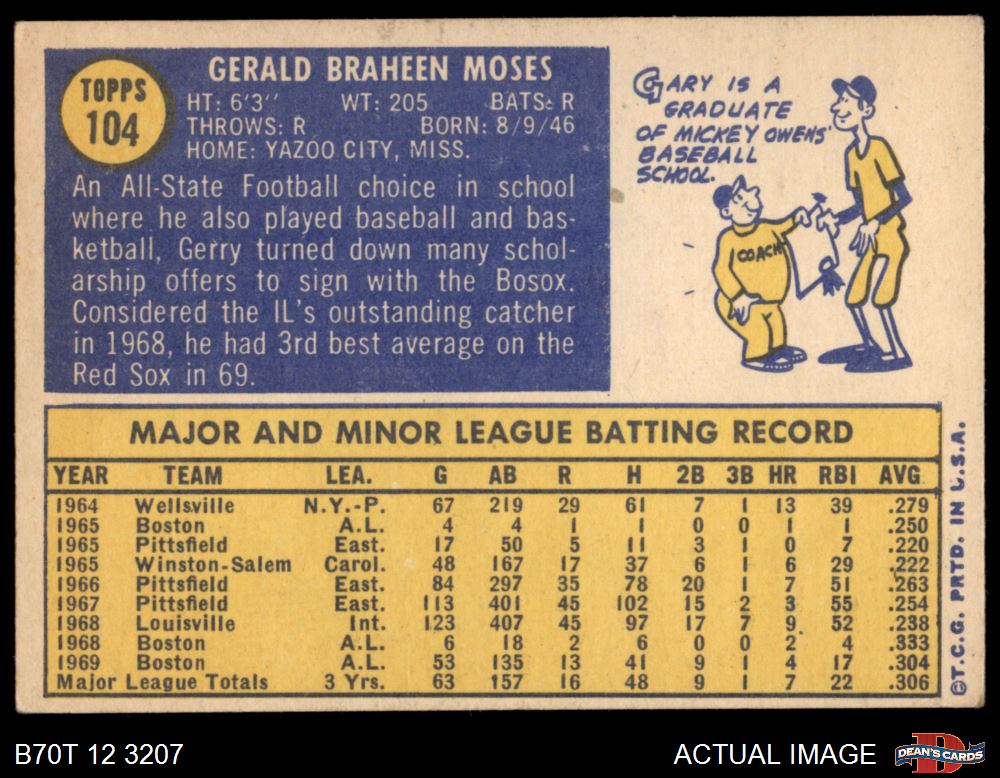 TOPPS
104
GERALD BRAHEEN MOSES
HT: 6'3'' WT: 205 BATS: R
THROWS: R BORN: 8/9/46
HOME: YAZOO CITY, MISS.
An All-State Football choice in school
where he also played baseball and bas-
ketball, Gerry turned down many schol-
arship offers to sign with the Bosox.
Considered the IL's outstanding catcher
in 1968, he had 3rd best average on the
Red Sox in 69.
GARY IS A
GRADUATE
OF MICKEY OWENS'
BASEBALL
SCHOOL.
COACH
MAJOR AND MINOR LEAGUE BATTING RECORD
YEAR TEAM LEA. G AB R H 2B 3B HR RBI AVG.
1964 Wellsville N.Y.-P. 67 219 29 61 7 1 13 39 .279
1965 Boston A.L. 4 4 1 1 0 0 1 1 .250
1965 Pittsfield East. 17 50 5 11 3 1 0 7 .220
1965 Winston-Salem Carol. 48 167 17 37 6 1 6 29 .222
1966 Pittsfield East. 84 297 35 78 20 1 7 51 .263
1967 Pittsfield East. 113 401 45 102 15 2 3 55 .254
1968 Louisville Int. 123 407 45 97 17 7 9 52 .238
1968 Boston A.L. 6 18 2 6 0 0 2 4 .333
1969 Boston A.L. 53 135 13 41 9 1 4 17 .304
Major League Totals 3 Yrs. 63 157 16 48 9 1 7 22 .306
©T.C.G. PRTD. IN U.S.A.
B70T 12 3207
ACTUAL IMAGE
D
DEAN'S CARDS